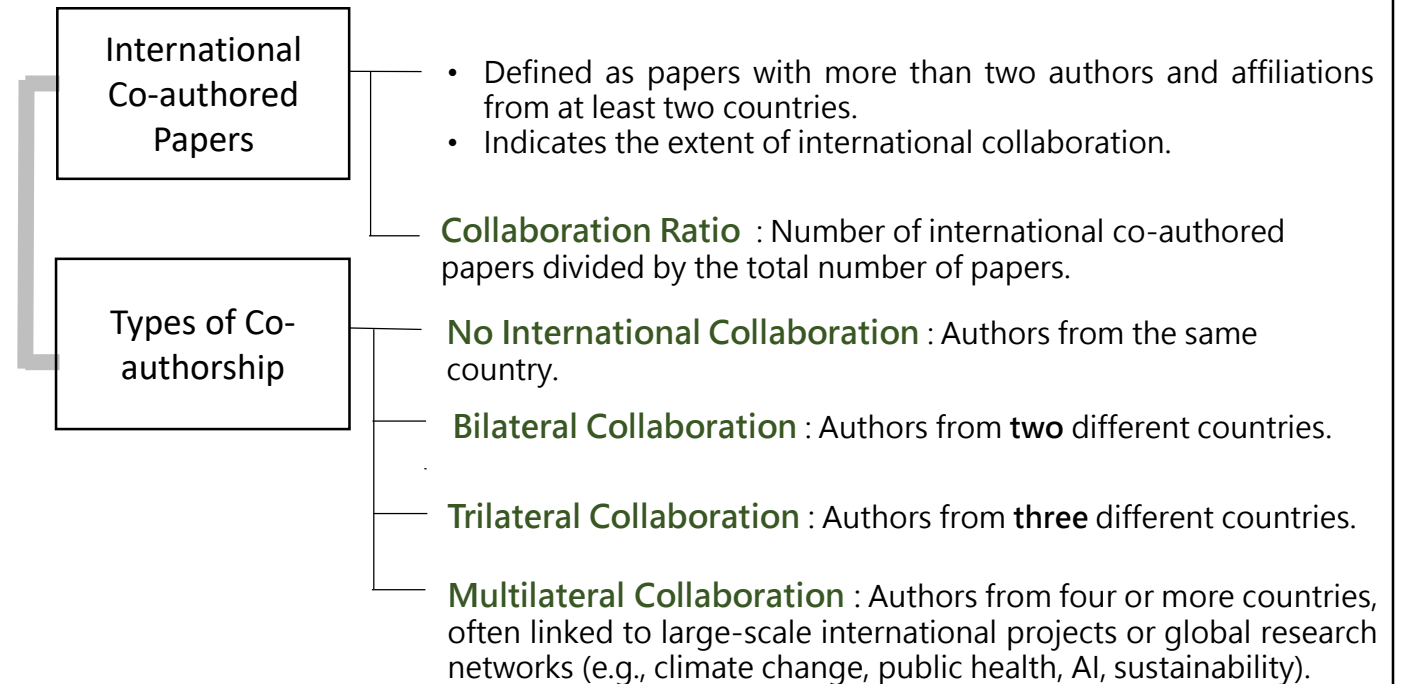 International
Co-authored
Papers
• Defined as papers with more than two authors and affiliations
from at least two countries.
• Indicates the extent of international collaboration.
Collaboration Ratio : Number of international co-authored
papers divided by the total number of papers.
Types of Co-
authorship
No International Collaboration : Authors from the same
country.
Bilateral Collaboration : Authors from two different countries.
.
Trilateral Collaboration : Authors from three different countries.
Multilateral Collaboration : Authors from four or more countries,
often linked to large-scale international projects or global research
networks (e.g., climate change, public health, AI, sustainability).